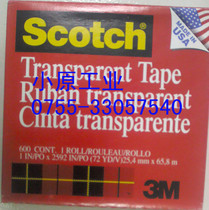 Scotch
MADE IN USA
Transparent Tape
小原工业
Ruban transparent
0755-33057540
Cinta transparente
600 CONT. 1 ROLL/ROULEAU/ROLLO
1 IN/PO x 2592 IN/PO (72 YD/V)25,4 mm x 65,8 m
3M